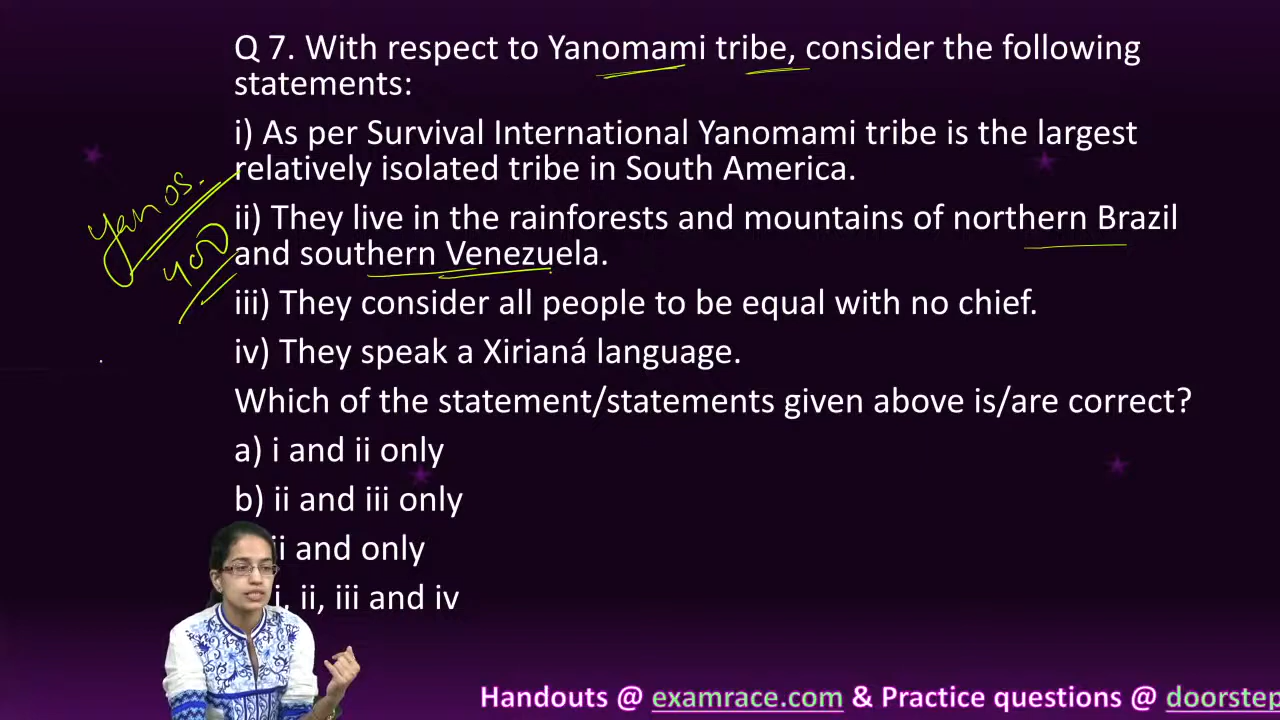 Q 7. With respect to Yanomami tribe, consider the following
statements:
i) As per Survival International Yanomami tribe is the largest
relatively isolated tribe in South America.
ii) They live in the rainforests and mountains of northern Brazil
and southern Venezuela.
iii) They consider all people to be equal with no chief.
iv) They speak a Xirianá language.
Which of the statement/statements given above is/are correct?
a) i and ii only
b) ii and iii only
ii and only
i, ii, iii and iv
yanos.
400
Handouts @ examrace.com & Practice questions @ doorstep